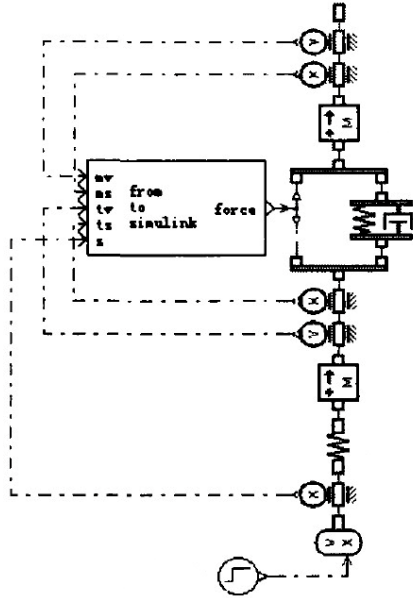 V
X
M
mv
ms from
tv to force
ts simulink
s
X
V
M
X
V X